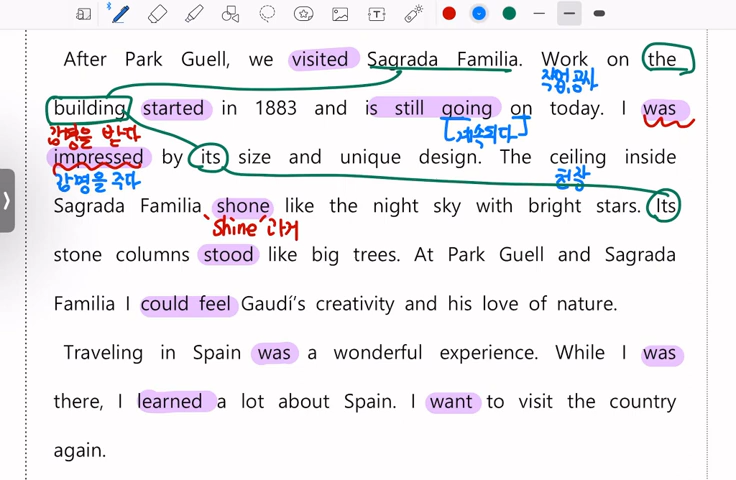 After Park Guell, we visited Sagrada Familia. Work on the
작업, 공사
building started in 1883 and is still going on today. I was
감명을 받다
계속되다
impressed by its size and unique design. The ceiling inside
감명을 주다
천장
Sagrada Familia shone like the night sky with bright stars. Its
'shine' 과거
stone columns stood like big trees. At Park Guell and Sagrada
Familia I could feel Gaudí's creativity and his love of nature.
Traveling in Spain was a wonderful experience. While I was
there, I learned a lot about Spain. I want to visit the country
again.